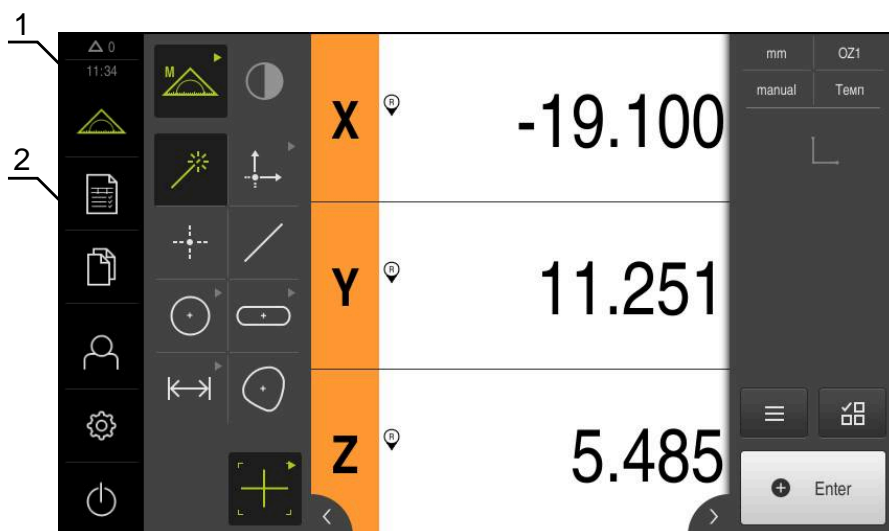 1
0
11:34
2
M
X R -19.100
Y R 11.251
Z R 5.485
mm OZ1
manual Темп
Enter